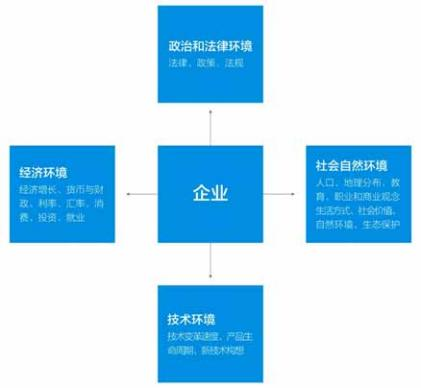 政治和法律环境
法律、政策、法规
经济环境
经济增长、货币与财
政、利率、汇率、消
费、投资、就业
企业
社会自然环境
人口、地理分布、教
育、职业和商业观念
生活方式、社会价值、
自然环境、生态保护
技术环境
技术变革速度、产品生
命周期、新技术构想